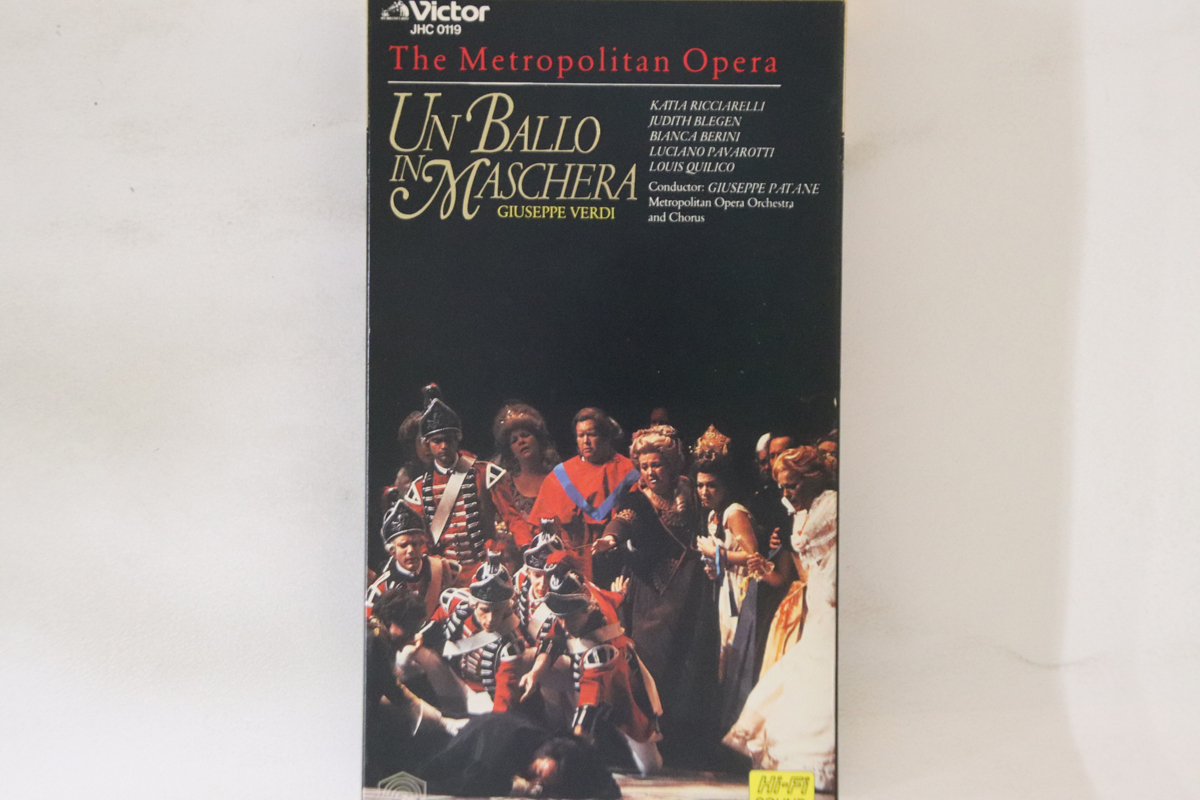 Victor
JHC 0119
The Metropolitan Opera
UN BALLO
IN MASCHERA
GIUSEPPE VERDI
KATIA RICCIARELLI
JUDITH BLEGEN
BIANCA BERINI
LUCIANO PAVAROTTI
LOUIS QUILICO
Conductor: GIUSEPPE PATANE
Metropolitan Opera Orchestra
and Chorus
Hi-Fi